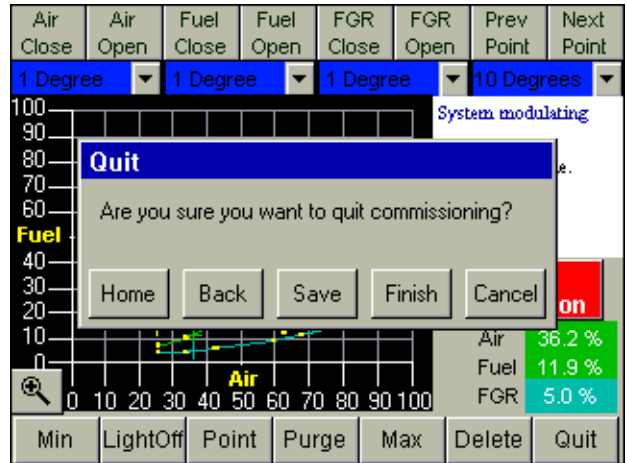 Air Close Air Open Fuel Close Fuel Open FGR Close FGR Open Prev Point Next Point
1 Degree 1 Degree 1 Degree 10 Degrees
System modulating
e.
100
90
80
70
60
Fuel
40
30
20
10
0
Quit
Are you sure you want to quit commissioning?
Home Back Save Finish Cancel
on
Air 36.2 %
Fuel 11.9 %
FGR 5.0 %
Air
0 10 20 30 40 50 60 70 80 90 100
Min LightOff Point Purge Max Delete Quit